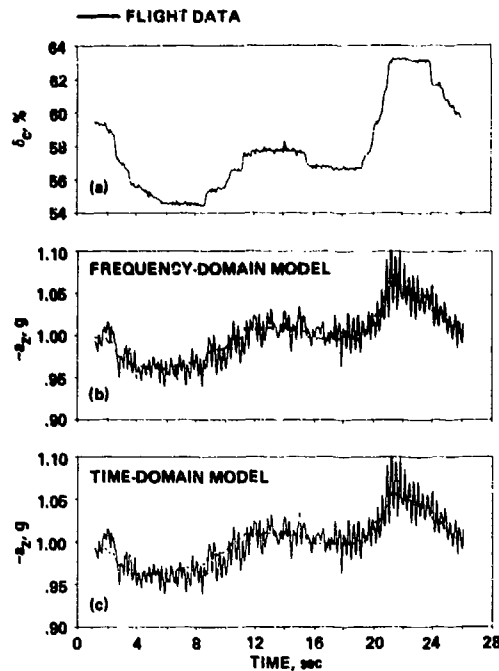 FLIGHT DATA
64
62
60
58
56
54
δC, %
(a)
1.10
1.05
1.00
.95
.90
-aZ, g
FREQUENCY-DOMAIN MODEL
(b)
1.10
1.05
1.00
.95
.90
-aZ, g
TIME-DOMAIN MODEL
(c)
0 4 8 12 16 20 24 28
TIME, sec